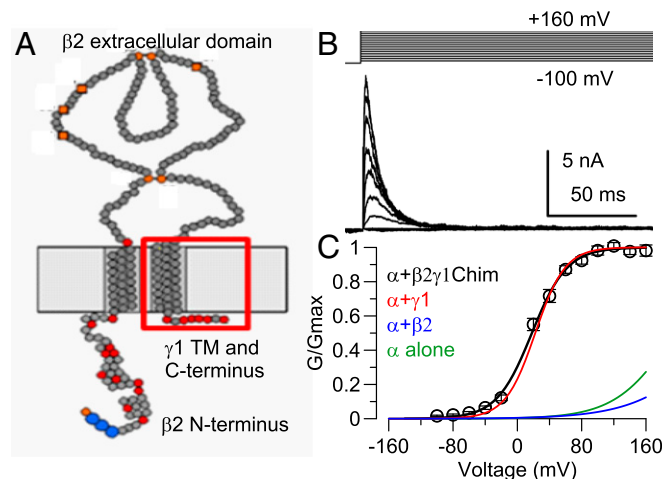 A
β2 extracellular domain
γ1 TM and
C-terminus
β2 N-terminus
B
+160 mV
-100 mV
5 nA
50 ms
C
1
0.8
0.6
0.4
0.2
0
G/Gmax
α+β2γ1Chim
α+γ1
α+β2
α alone
-160 -80 0 80 160
Voltage (mV)